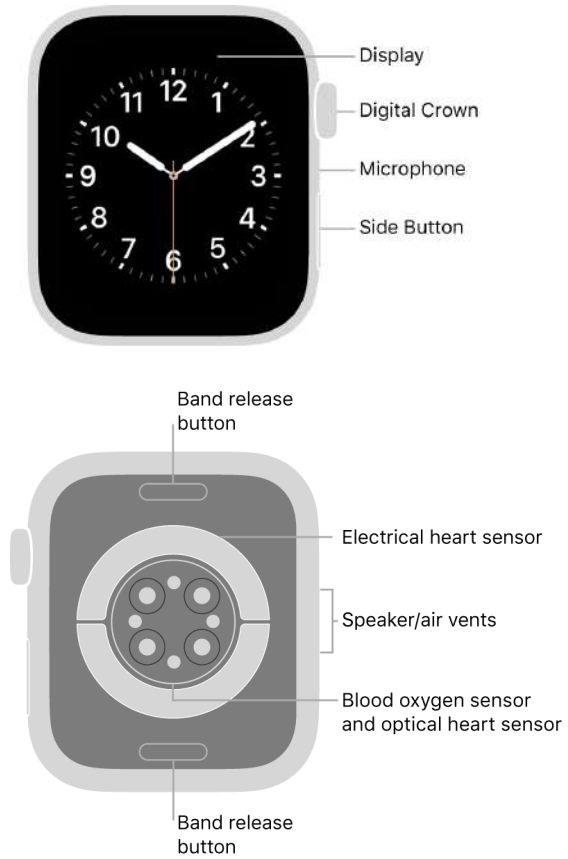 Display
12
11 1
10 2
9 3
8 4
7 5
6
Digital Crown
Microphone
Side Button
Band release
button
Electrical heart sensor
Speaker/air vents
Blood oxygen sensor
and optical heart sensor
Band release
button